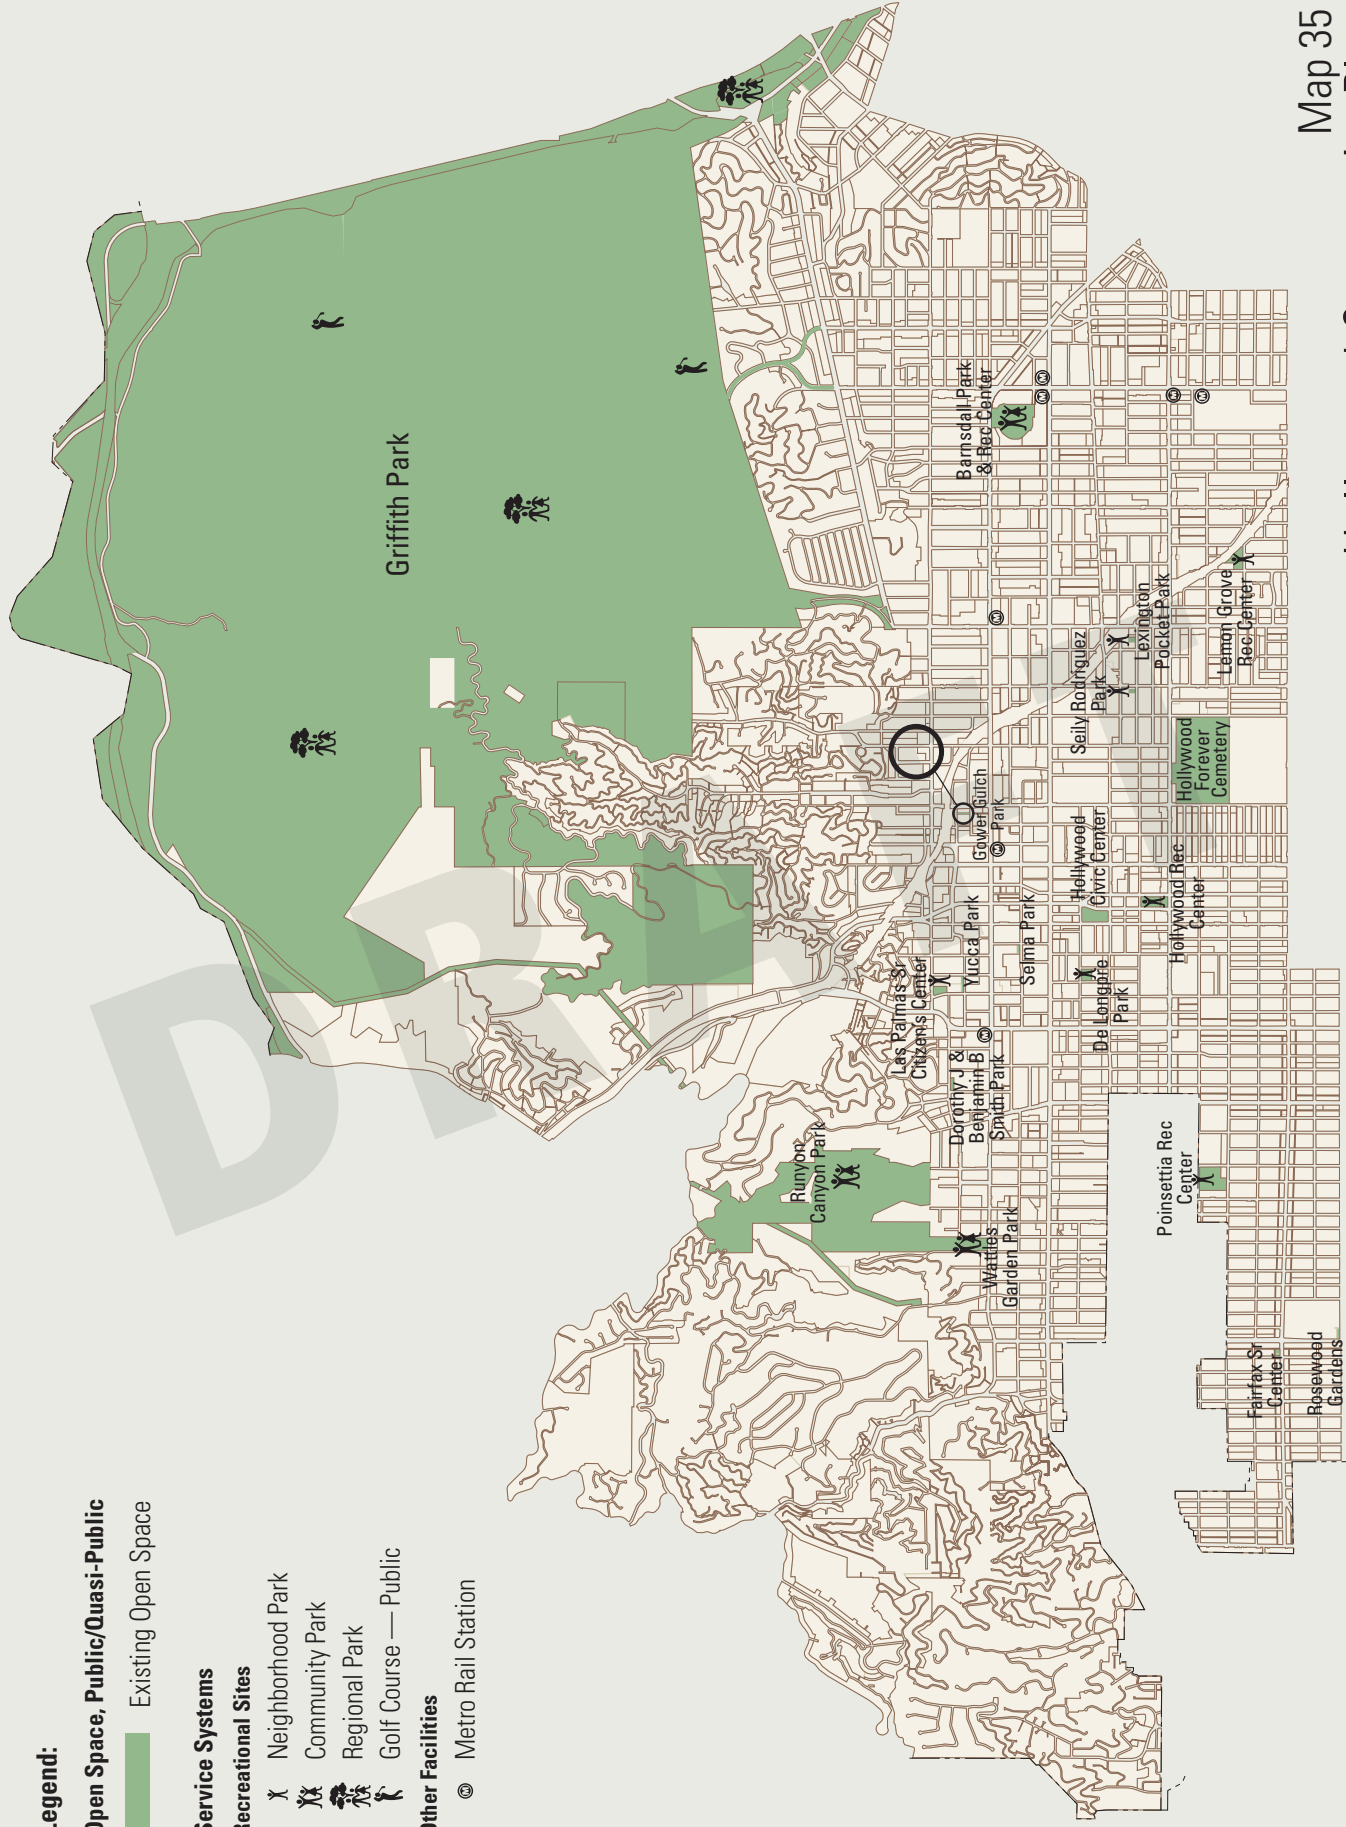 Map 35
Legend:
Open Space, Public/Quasi-Public
Existing Open Space
Service Systems
Recreational Sites
Neighborhood Park
Community Park
Regional Park
Golf Course — Public
Other Facilities
Metro Rail Station
DRAFT
Griffith Park
Barnsdall Park
& Rec Center
Lexington
Pocket Park
Lemon Grove
Rec Center
Seily Rodriguez
Park
Hollywood
Forever
Cemetery
Gower Gulch
Park
Hollywood
Civic Center
Hollywood Rec
Center
Yucca Park
Selma Park
Las Palmas Sr
Citizen's Center
De Longpre
Park
Dorothy J &
Benjamin B
Smith Park
Runyon
Canyon Park
Wattles
Garden Park
Poinsettia Rec
Center
Fairfax Sr
Center
Rosewood
Gardens